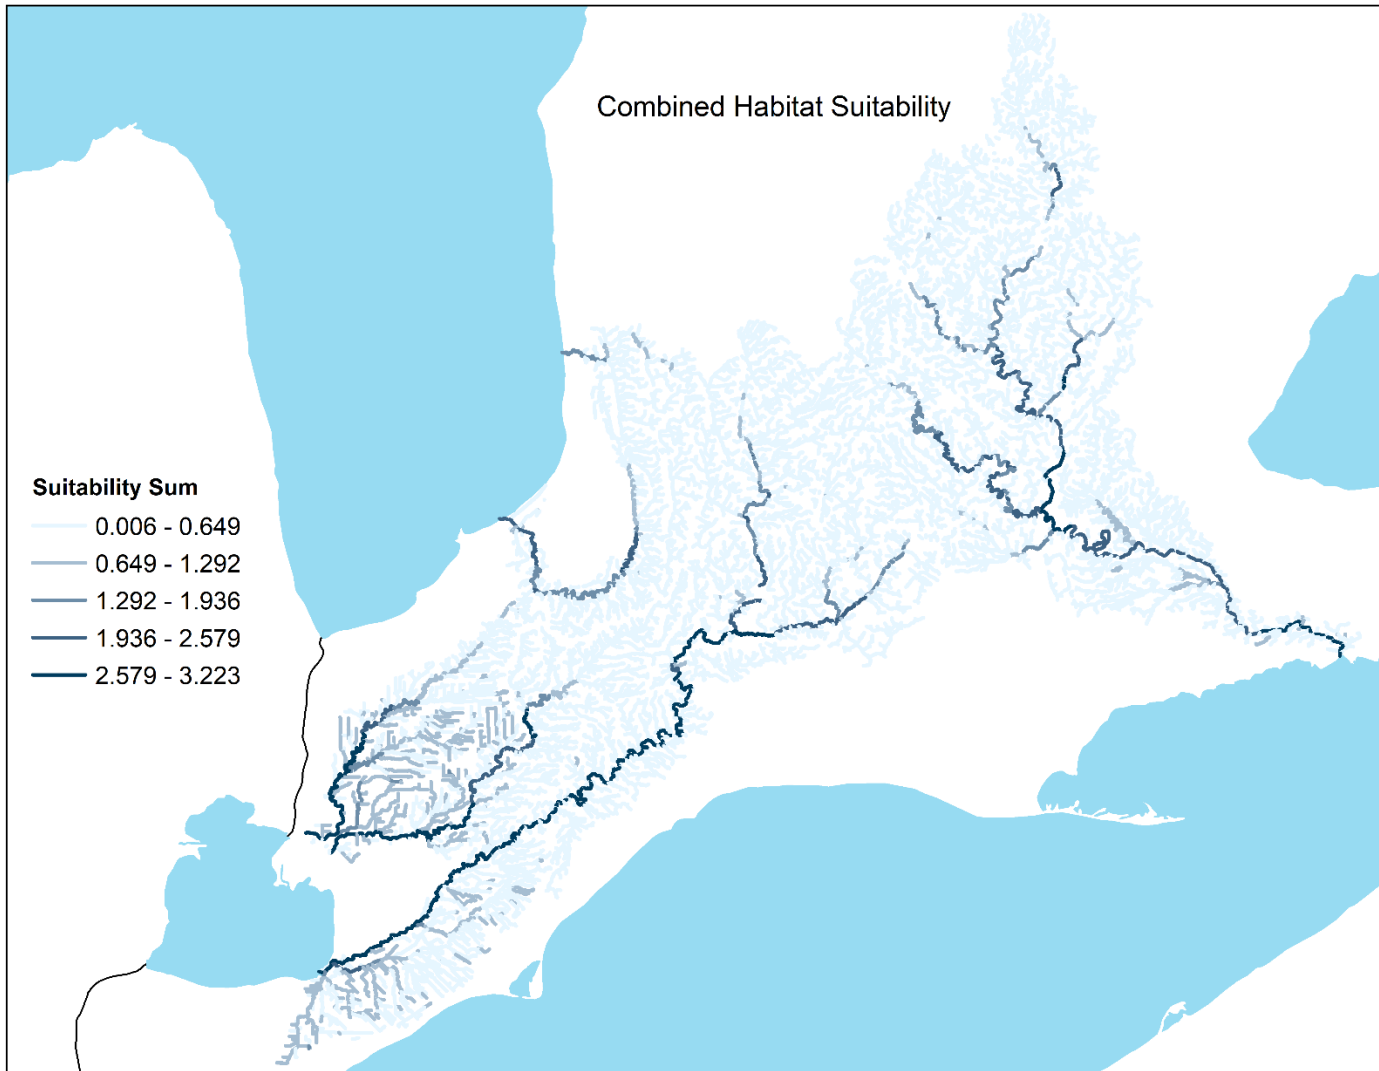 Combined Habitat Suitability
Suitability Sum
0.006 - 0.649
0.649 - 1.292
1.292 - 1.936
1.936 - 2.579
2.579 - 3.223